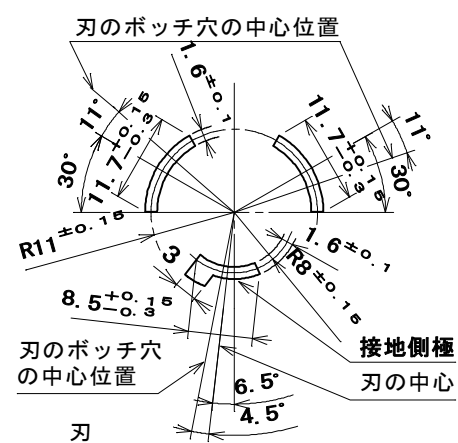 刃のボッチ穴の中心位置
1.6±0.1
11°
11.7+0.15
−0.3
30°
11.7+0.15
−0.3
11°
30°
R11±0.15
3
1.6±0.1
R8±0.15
8.5+0.15
−0.3
接地側極
刃のボッチ穴
の中心位置
刃の中心
6.5°
4.5°
刃